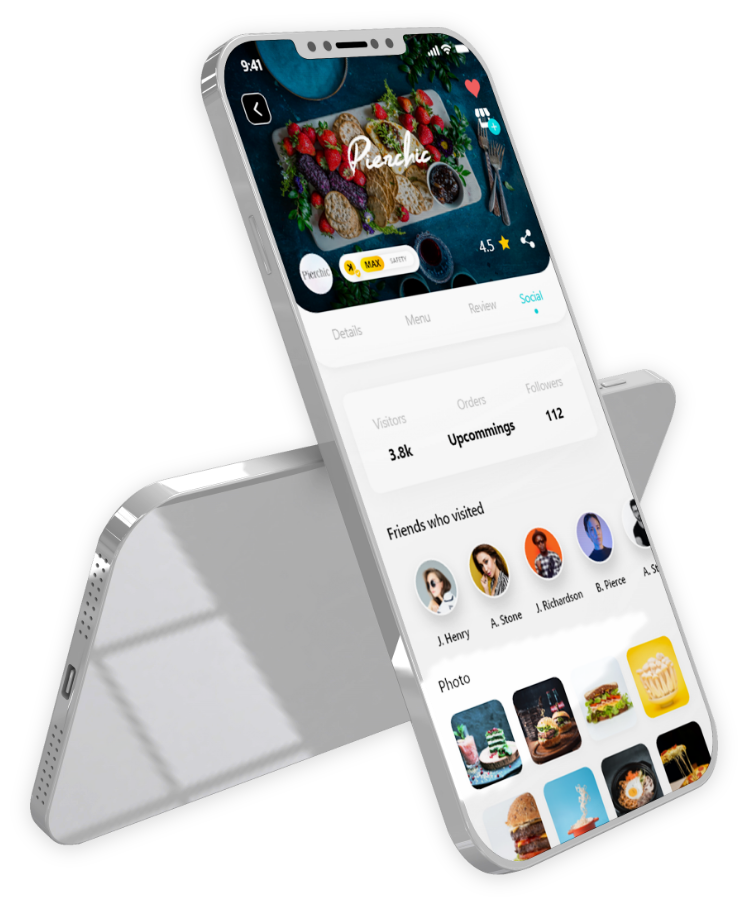 9:41
Pierchic
Pierchic
MAX SAFETY
4.5
Details Menu Review Social
Visitors Orders Followers
3.8k Upcommings 112
Friends who visited
J. Henry A. Stone J. Richardson B. Pierce A. St
Photo